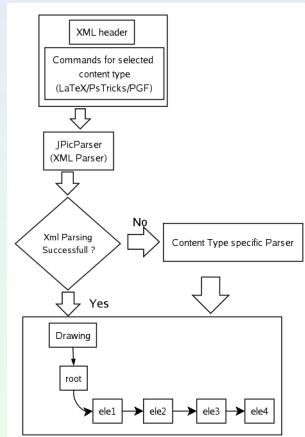 XML header
Commands for selected
content type
(LaTeX/PsTricks/PGF)
JPicParser
(XML Parser)
Xml Parsing
Successfull ?
No
Content Type specific Parser
Yes
Drawing
root
ele1
ele2
ele3
ele4